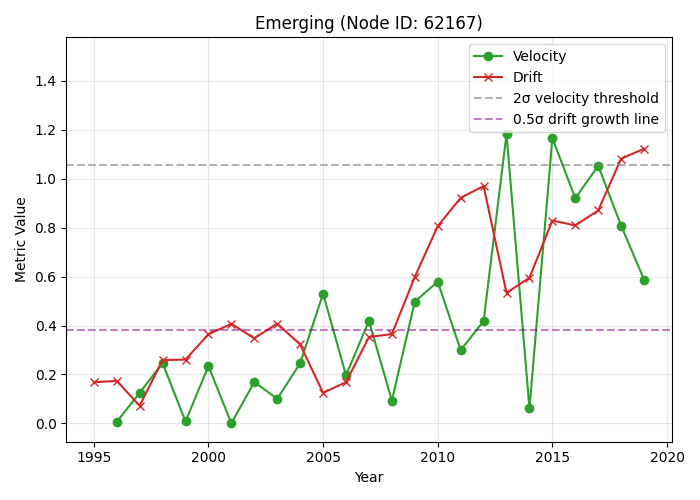 Emerging (Node ID: 62167)
Velocity
Drift
2σ velocity threshold
0.5σ drift growth line
Metric Value
1.4
1.2
1.0
0.8
0.6
0.4
0.2
0.0
1995 2000 2005 2010 2015 2020
Year